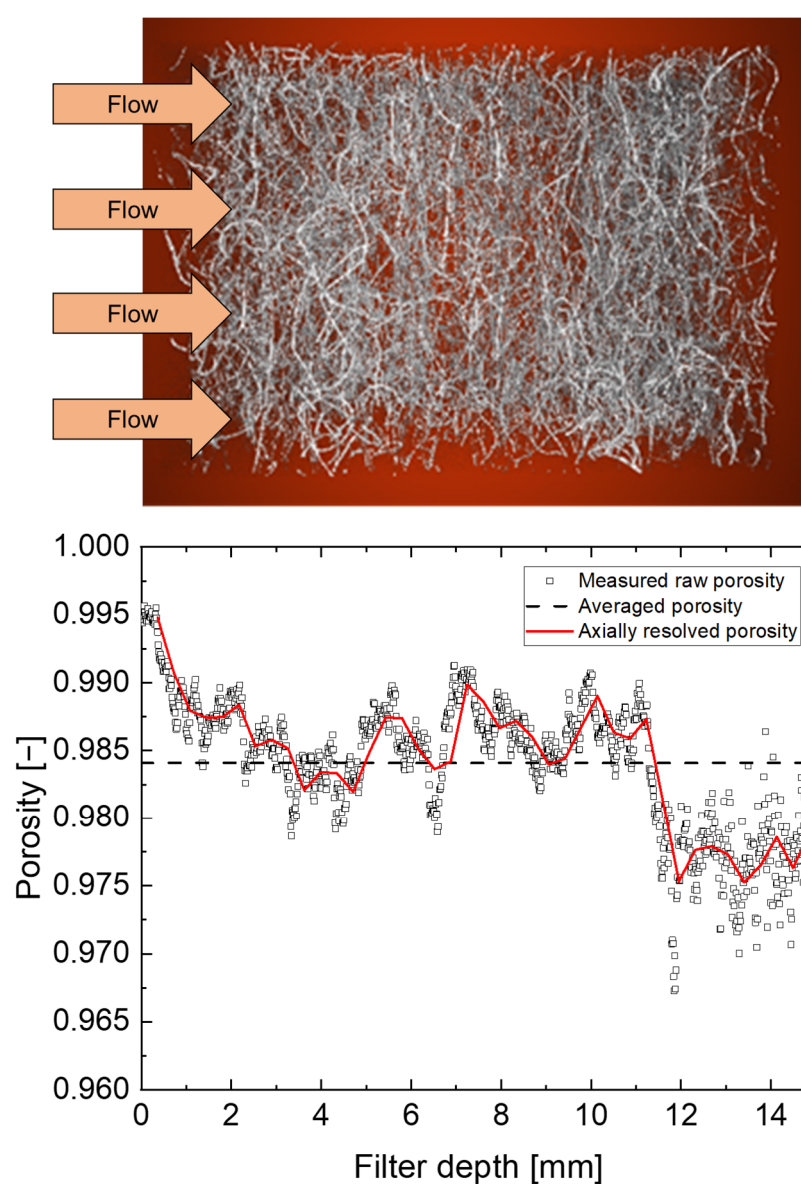 Flow
Flow
Flow
Flow
1.000
0.995
0.990
0.985
0.980
0.975
0.970
0.965
0.960
Porosity [–]
Measured raw porosity
Averaged porosity
Axially resolved porosity
0 2 4 6 8 10 12 14
Filter depth [mm]